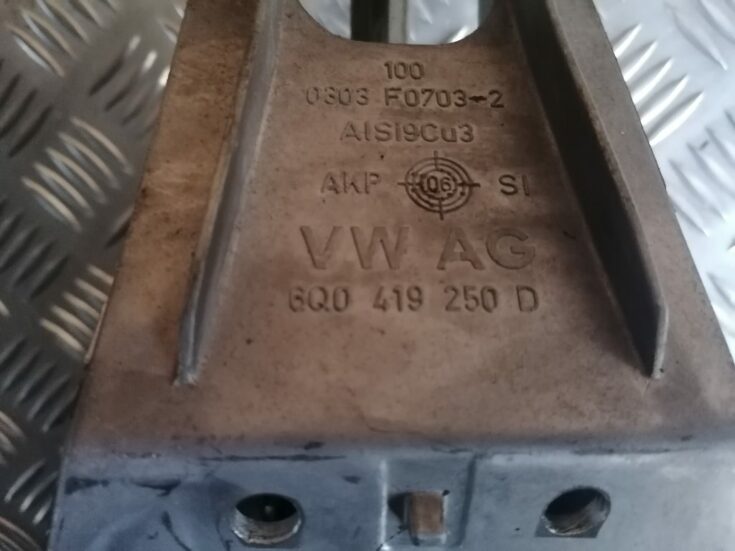 100
0303 F0703-2
AlSi9Cu3
AKP 06 SI
VW AG
6Q0 419 250 D